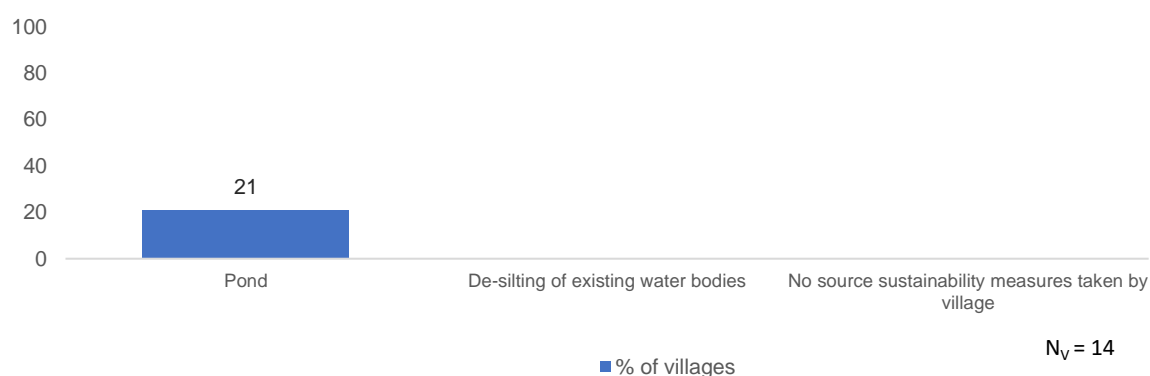 100
80
60
40
20
0
21
Pond
De-silting of existing water bodies
No source sustainability measures taken by
village
% of villages
NV = 14